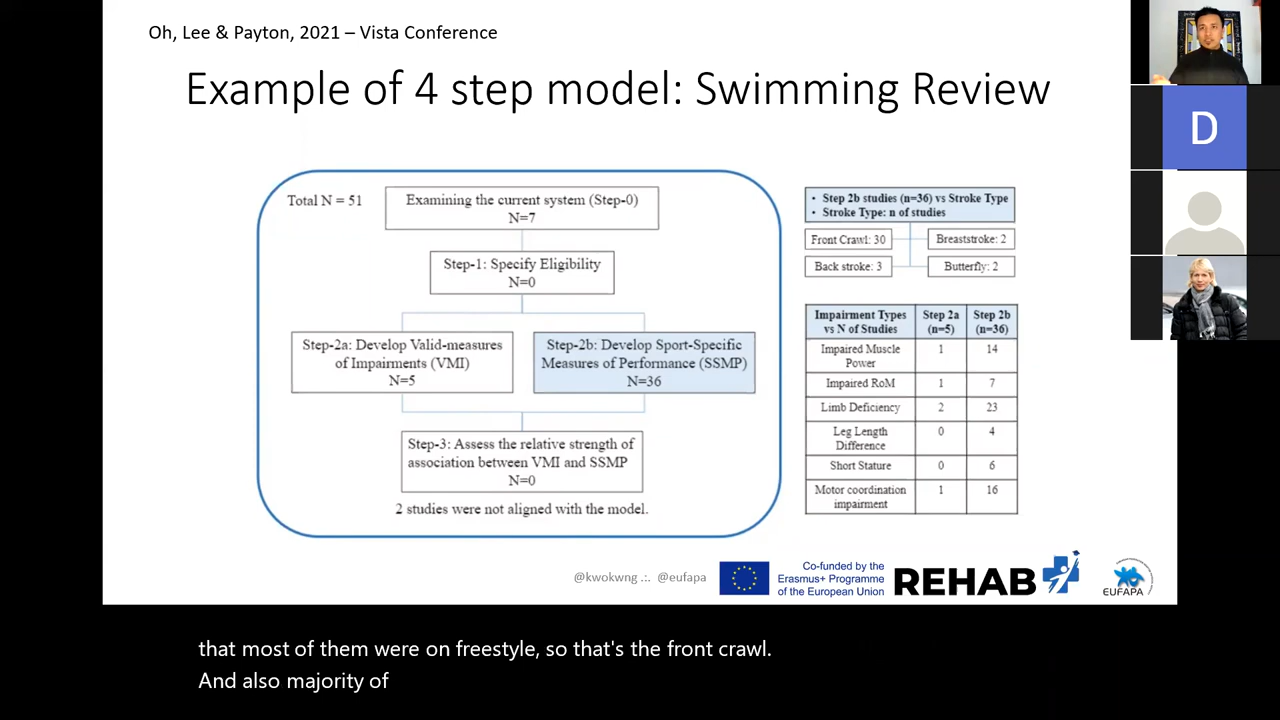 Oh, Lee & Payton, 2021 – Vista Conference
Example of 4 step model: Swimming Review
Total N = 51
Examining the current system (Step-0)
N=7
Step-1: Specify Eligibility
N=0
Step-2a: Develop Valid-measures
of Impairments (VMI)
N=5
Step-2b: Develop Sport-Specific
Measures of Performance (SSMP)
N=36
Step-3: Assess the relative strength of
association between VMI and SSMP
N=0
2 studies were not aligned with the model.
• Step 2b studies (n=36) vs Stroke Type
• Stroke Type: n of studies
Front Crawl: 30
Breaststroke: 2
Back stroke: 3
Butterfly: 2
Impairment Types
vs N of Studies
Step 2a
(n=5)
Step 2b
(n=36)
Impaired Muscle
Power
1
14
Impaired RoM
1
7
Limb Deficiency
2
23
Leg Length
Difference
0
4
Short Stature
0
6
Motor coordination
impairment
1
16
@kwokwng .:. @eufapa
Co-funded by the
Erasmus+ Programme
of the European Union
REHAB
EUFAPA
D
that most of them were on freestyle, so that's the front crawl.
And also majority of